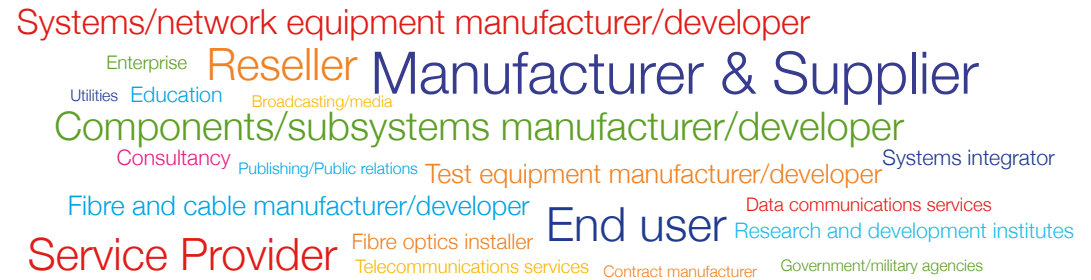 Systems/network equipment manufacturer/developer
Enterprise Reseller Manufacturer & Supplier
Utilities Education Broadcasting/media
Components/subsystems manufacturer/developer
Consultancy Publishing/Public relations Test equipment manufacturer/developer Systems integrator
Fibre and cable manufacturer/developer End user Data communications services
Research and development institutes
Service Provider Fibre optics installer
Telecommunications services Contract manufacturer Government/military agencies